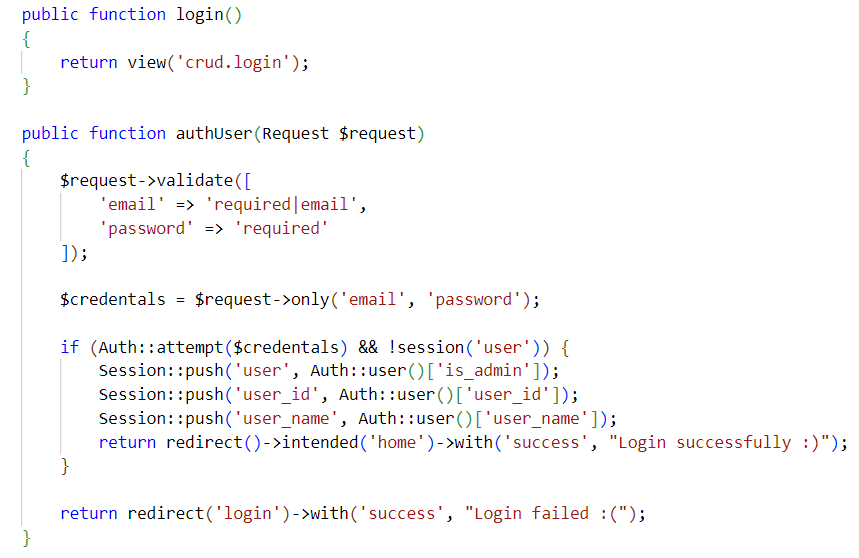 public function login()
{
    return view('crud.login');
}
public function authUser(Request $request)
{
    $request->validate([
        'email' => 'required|email',
        'password' => 'required'
    ]);
    $credentals = $request->only('email', 'password');
    if (Auth::attempt($credentals) && !session('user')) {
        Session::push('user', Auth::user()['is_admin']);
        Session::push('user_id', Auth::user()['user_id']);
        Session::push('user_name', Auth::user()['user_name']);
        return redirect()->intended('home')->with('success', "Login successfully :)");
    }
    return redirect('login')->with('success', "Login failed :(");
}